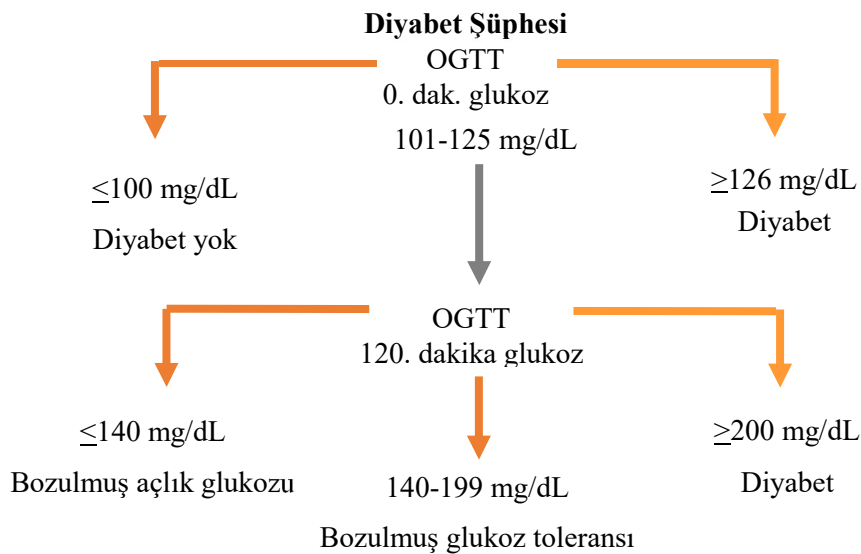 Diyabet Şüphesi
OGTT
0. dak. glukoz
101-125 mg/dL
≤100 mg/dL
Diyabet yok
≥126 mg/dL
Diyabet
OGTT
120. dakika glukoz
≤140 mg/dL
Bozulmuş açlık glukozu
140-199 mg/dL
Bozulmuş glukoz toleransı
≥200 mg/dL
Diyabet